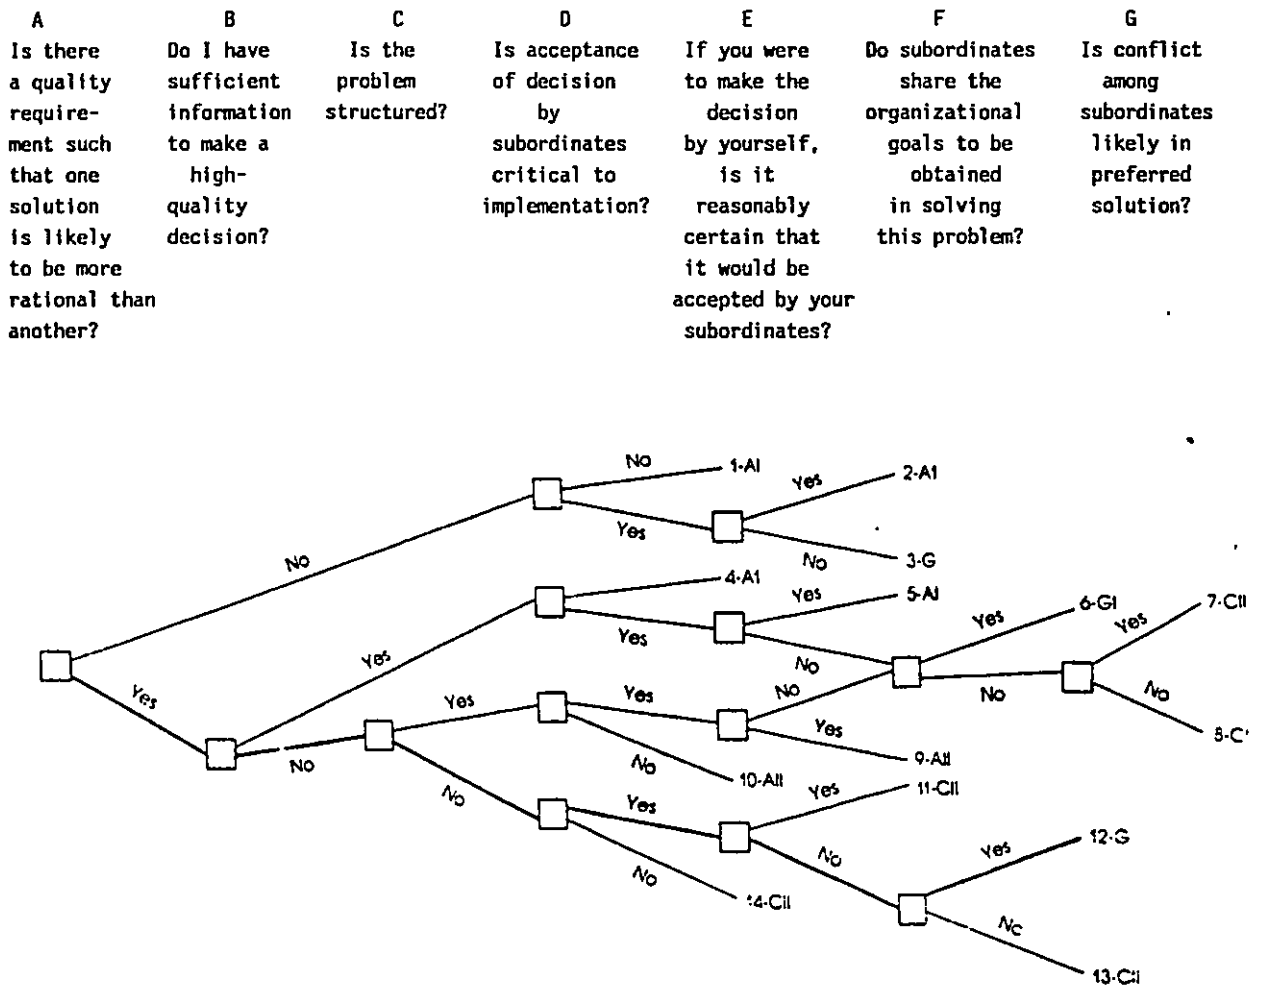 A
Is there
a quality
require-
ment such
that one
solution
is likely
to be more
rational than
another?
B
Do I have
sufficient
information
to make a
high-
quality
decision?
C
Is the
problem
structured?
D
Is acceptance
of decision
by
subordinates
critical to
implementation?
E
If you were
to make the
decision
by yourself,
is it
reasonably
certain that
it would be
accepted by your
subordinates?
F
Do subordinates
share the
organizational
goals to be
obtained
in solving
this problem?
G
Is conflict
among
subordinates
likely in
preferred
solution?
No
1-AI
Yes
2-A1
Yes
No
No
3-G
4-A1
Yes
5-AI
Yes
6-GI
Yes
7-CII
Yes
Yes
No
No
No
No
8-C'
Yes
Yes
Yes
Yes
No
9-AII
No
10-AII
No
Yes
Yes
11-CII
No
No
14-CII
Yes
12-G
Nc
13-CII